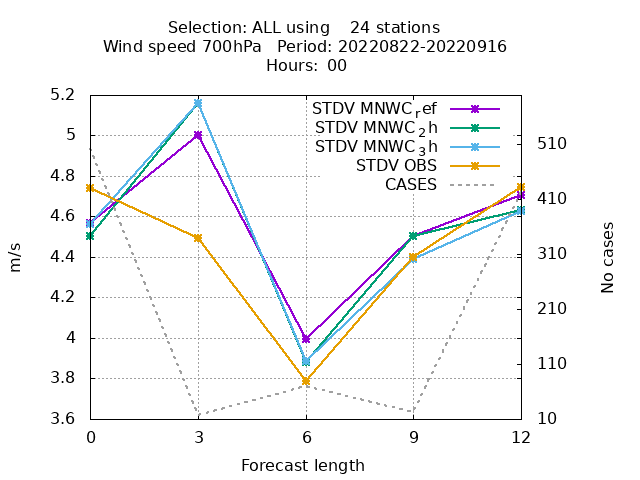 Selection: ALL using    24 stations
Wind speed 700hPa   Period: 20220822-20220916
Hours:  00
STDV MNWC_ref
STDV MNWC_2h
STDV MNWC_3h
STDV OBS
CASES
5.2
5
4.8
4.6
4.4
4.2
4
3.8
3.6
m/s
510
410
310
210
110
10
No cases
0 3 6 9 12
Forecast length